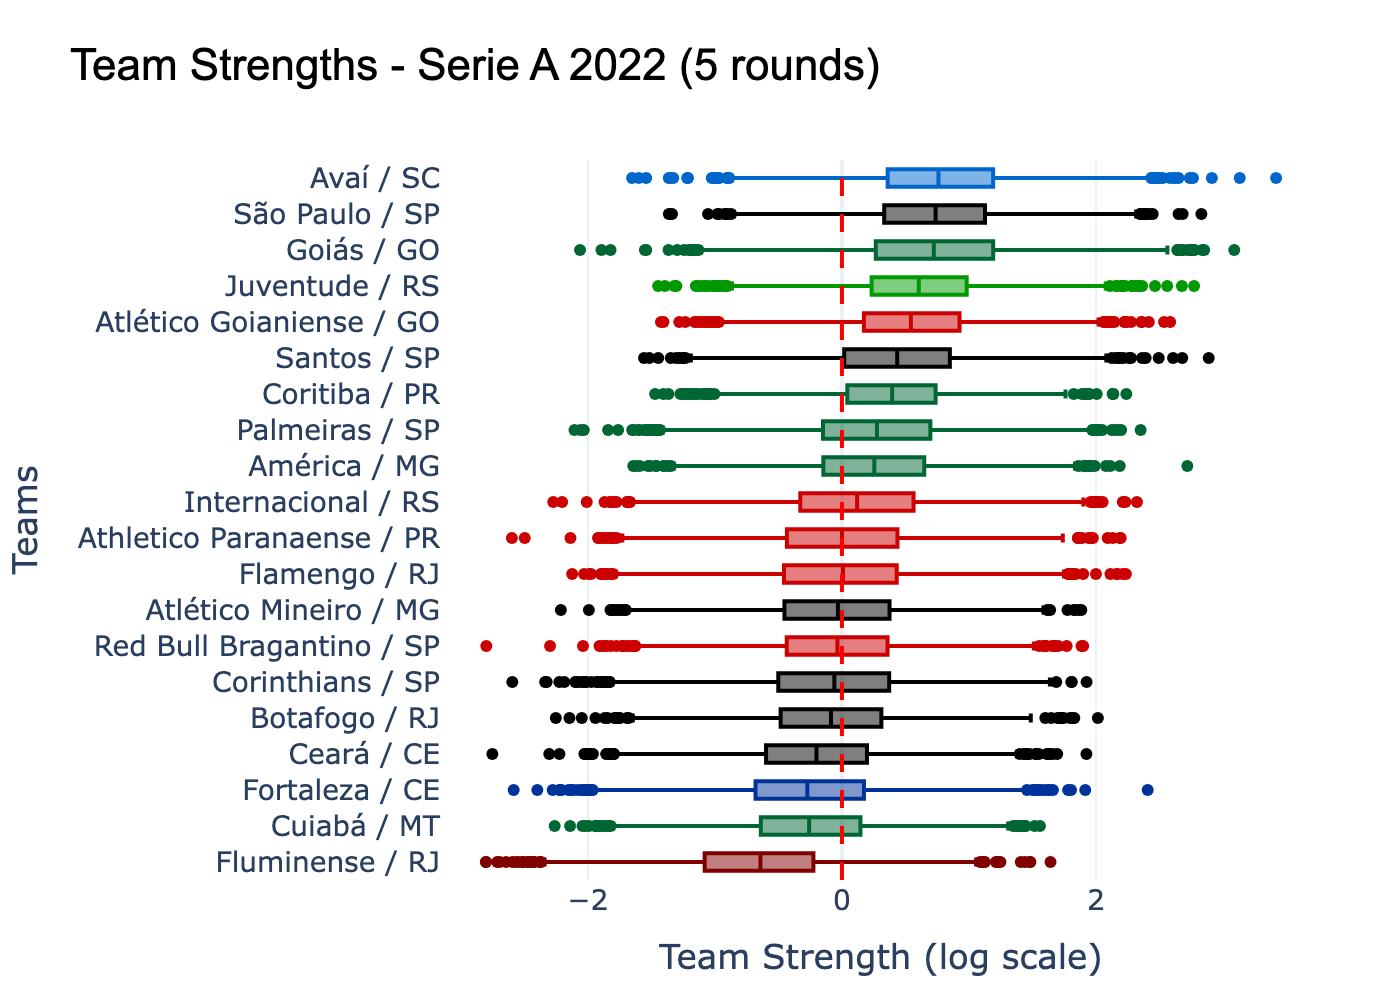 Team Strengths - Serie A 2022 (5 rounds)
Teams
Avaí / SC
São Paulo / SP
Goiás / GO
Juventude / RS
Atlético Goianiense / GO
Santos / SP
Coritiba / PR
Palmeiras / SP
América / MG
Internacional / RS
Athletico Paranaense / PR
Flamengo / RJ
Atlético Mineiro / MG
Red Bull Bragantino / SP
Corinthians / SP
Botafogo / RJ
Ceará / CE
Fortaleza / CE
Cuiabá / MT
Fluminense / RJ
−2 0 2
Team Strength (log scale)